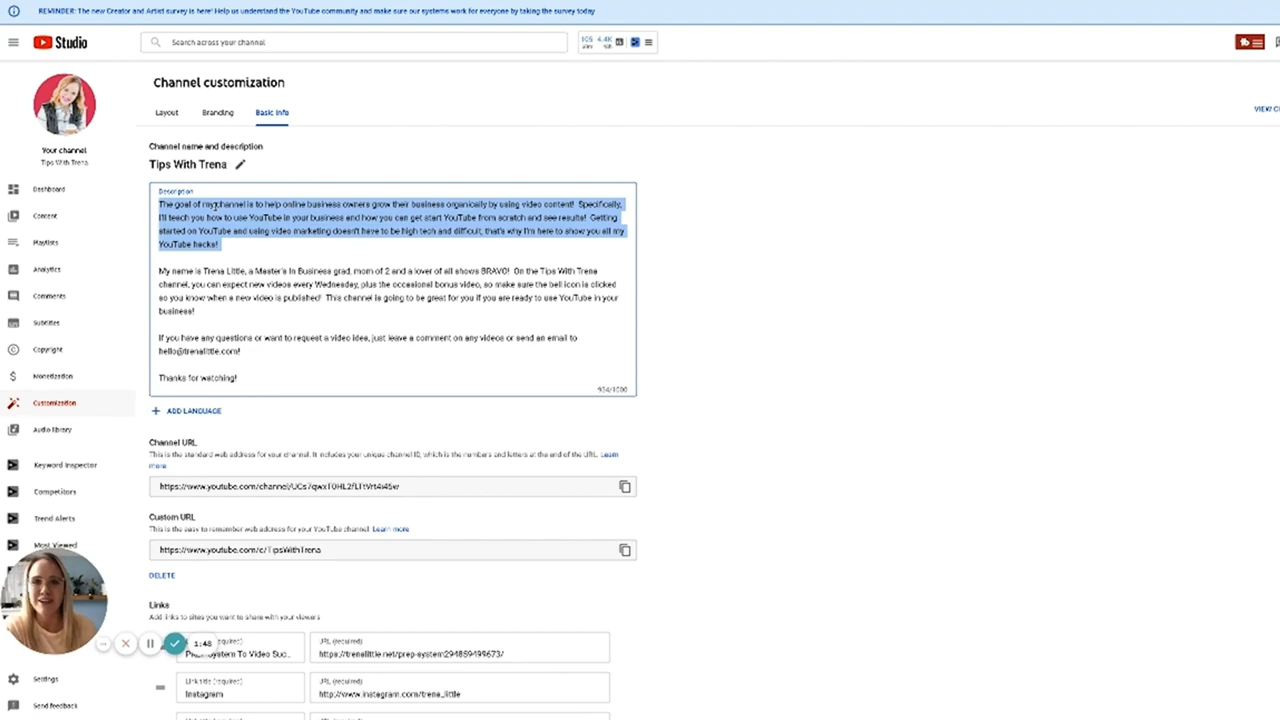 REMINDER: The new Creator and Artist survey is here! Help us understand the YouTube community and make sure our systems work for everyone by taking the survey today
Studio
Search across your channel
Channel customization
Layout
Branding
Basic info
VIEW C
Your channel
Tips With Trena
Dashboard
Content
Playlists
Analytics
Comments
Subtitles
Copyright
Monetization
Customization
Audio library
Keyword Inspector
Competitors
Trend Alerts
Most Viewed
Settings
Send feedback
Channel name and description
Tips With Trena
Description
The goal of my channel is to help online business owners grow their business organically by using video content! Specifically,
I'll teach you how to use YouTube in your business and how you can get start YouTube from scratch and see results! Getting
started on YouTube and using video marketing doesn't have to be high tech and difficult, that's why I'm here to show you all my
YouTube hacks!
My name is Trena Little, a Master's In Business grad, mom of 2 and a lover of all shows BRAVO! On the Tips With Trena
channel, you can expect new videos every Wednesday, plus the occasional bonus video, so make sure the bell icon is clicked
so you know when a new video is published! This channel is going to be great for you if you are ready to use YouTube in your
business!
If you have any questions or want to request a video idea, just leave a comment on any videos or send an email to
hello@trenalittle.com!
Thanks for watching!
934/1000
ADD LANGUAGE
Channel URL
This is the standard web address for your channel. It includes your unique channel ID, which is the numbers and letters at the end of the URL. Learn
more
Custom URL
This is the easy to remember web address for your YouTube channel. Learn more
https://www.youtube.com/c/TipsWithTrena
DELETE
Links
Add links to sites you want to share with your viewers
1:48
URL (required)
https://trenalittle.net/prep-system294859499673/
Link title (required)
Instagram
URL (required)
http://www.instagram.com/trena_little